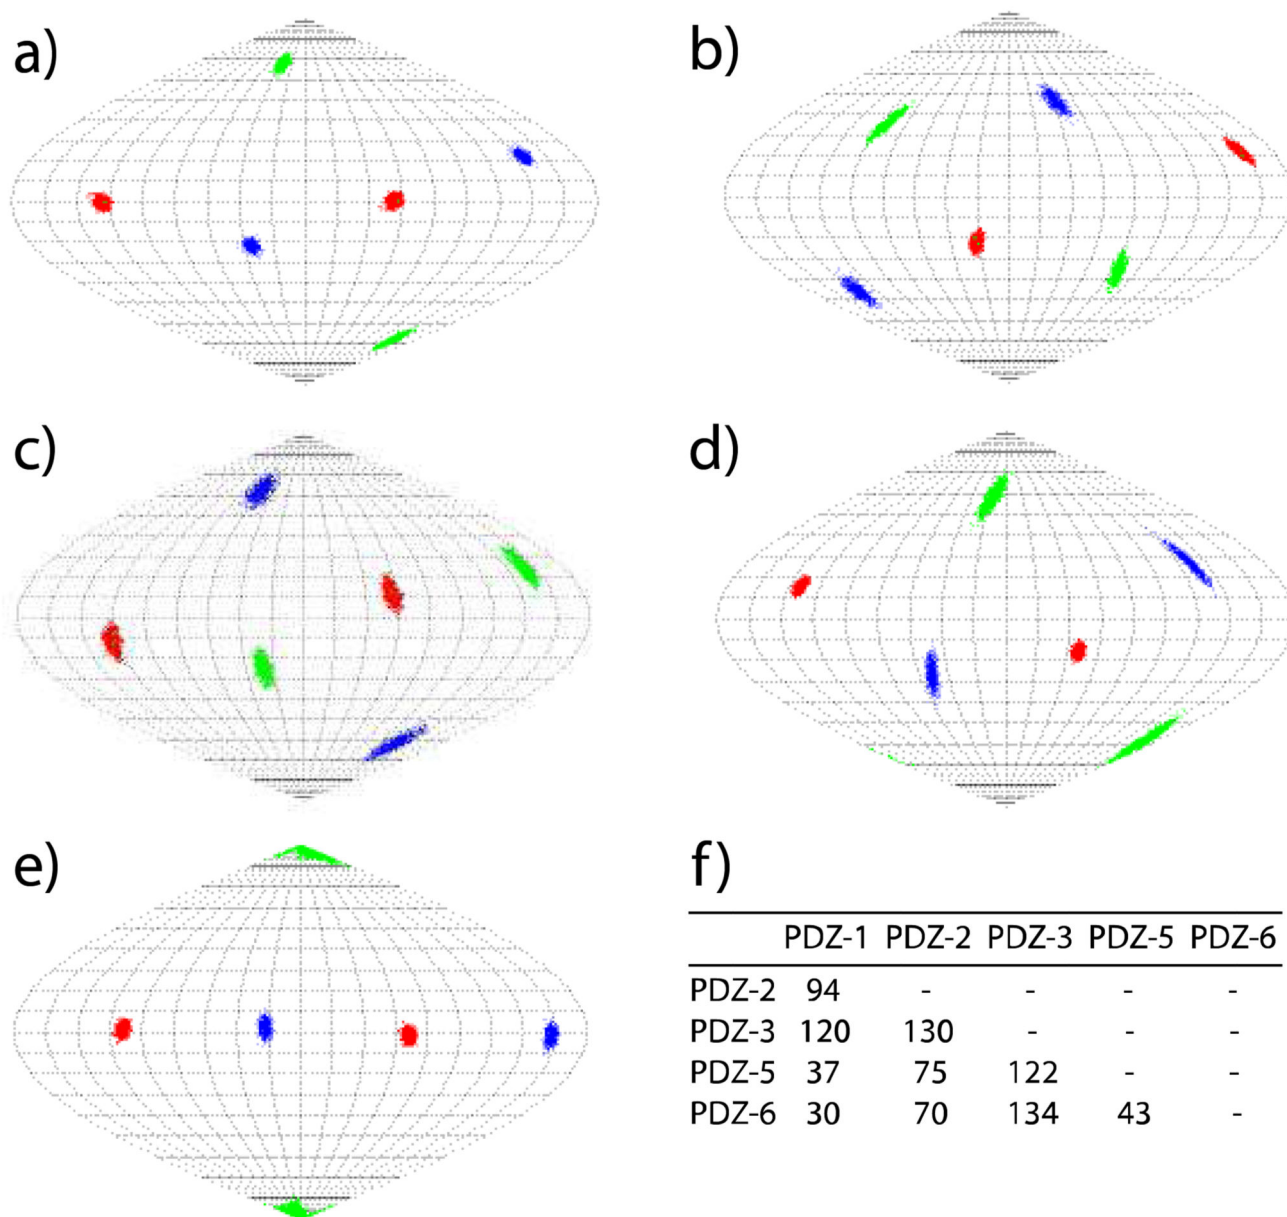 a)
b)
c)
d)
e)
f)
PDZ-1 PDZ-2 PDZ-3 PDZ-5 PDZ-6
PDZ-2 94 - - - -
PDZ-3 120 130 - - -
PDZ-5 37 75 122 - -
PDZ-6 30 70 134 43 -